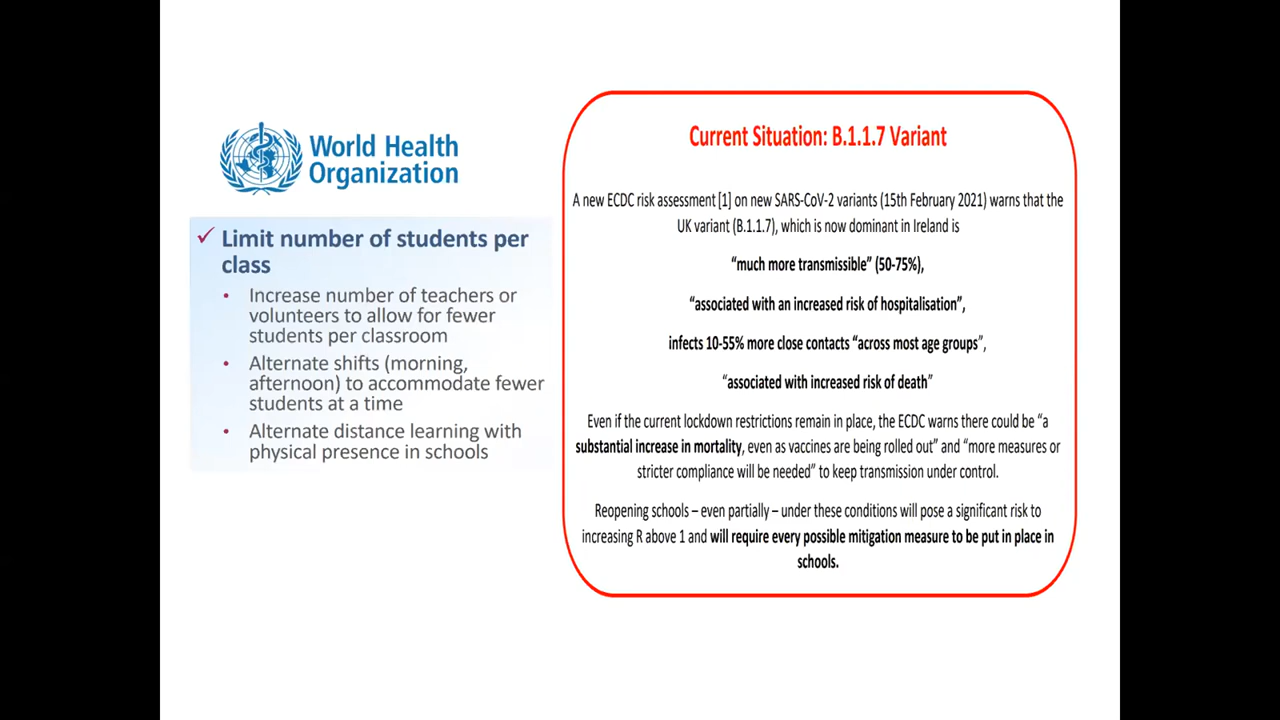 World Health
Organization
✓ Limit number of students per
class
• Increase number of teachers or
volunteers to allow for fewer
students per classroom
• Alternate shifts (morning,
afternoon) to accommodate fewer
students at a time
• Alternate distance learning with
physical presence in schools
Current Situation: B.1.1.7 Variant
A new ECDC risk assessment [1] on new SARS-CoV-2 variants (15th February 2021) warns that the
UK variant (B.1.1.7), which is now dominant in Ireland is
“much more transmissible” (50-75%),
“associated with an increased risk of hospitalisation”,
infects 10-55% more close contacts “across most age groups”,
“associated with increased risk of death”
Even if the current lockdown restrictions remain in place, the ECDC warns there could be “a
substantial increase in mortality, even as vaccines are being rolled out” and “more measures or
stricter compliance will be needed” to keep transmission under control.
Reopening schools – even partially – under these conditions will pose a significant risk to
increasing R above 1 and will require every possible mitigation measure to be put in place in
schools.